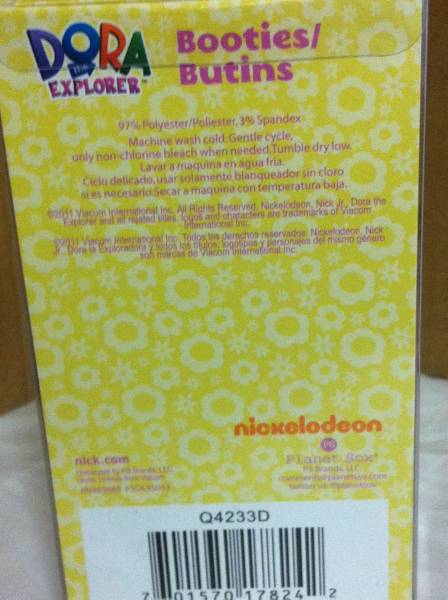 DORA
the
EXPLORER
Booties/
Butins
97% Polyester/Poliester, 3% Spandex
Machine wash cold. Gentle cycle,
only non-chlorine bleach when needed. Tumble dry low.
Lavar a maquina en agua fria.
Ciclo delicado, usar solamente blanqueador sin cloro
si es necesario. Secar a maquina con temperatura baja.
©2011 Viacom International Inc. All Rights Reserved. Nickelodeon, Nick Jr., Dora the
Explorer and all related titles, logos and characters are trademarks of Viacom
International Inc.
©2011 Viacom International Inc. Todos los derechos reservados. Nickelodeon, Nick
Jr., Dora la Exploradora y todos los titulos, logotipos y personajes del mismo género
son marcas de Viacom International Inc.
nickelodeon
nick.com
PS
Planet Sox
PS Brands, LLC
Q4233D
7 01570 17824 2